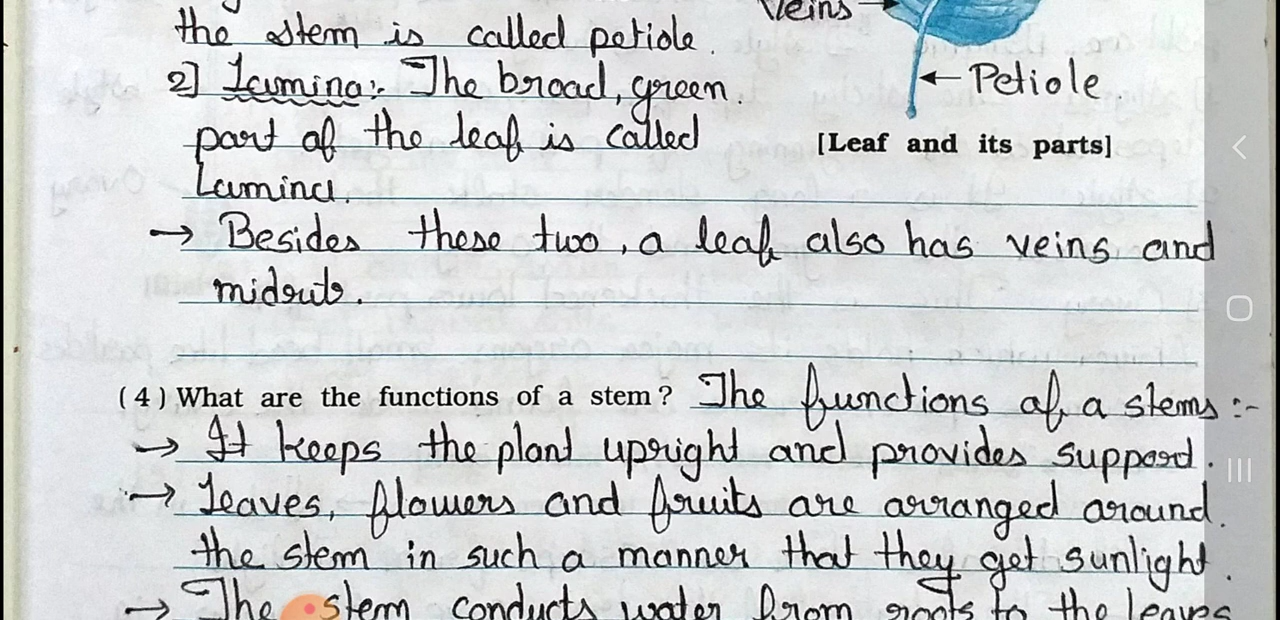 Veins
the stem is called petiole.
Petiole
2] Lamina:- The broad, green
part of the leaf is called
[Leaf and its parts]
Lamina.
→ Besides these two, a leaf also has veins and
midrib.
(4) What are the functions of a stem? The functions of a stems :-
→ It keeps the plant upright and provides support.
→ Leaves, flowers and fruits are arranged around
the stem in such a manner that they get sunlight.
→ The stem conducts water from roots to the leaves